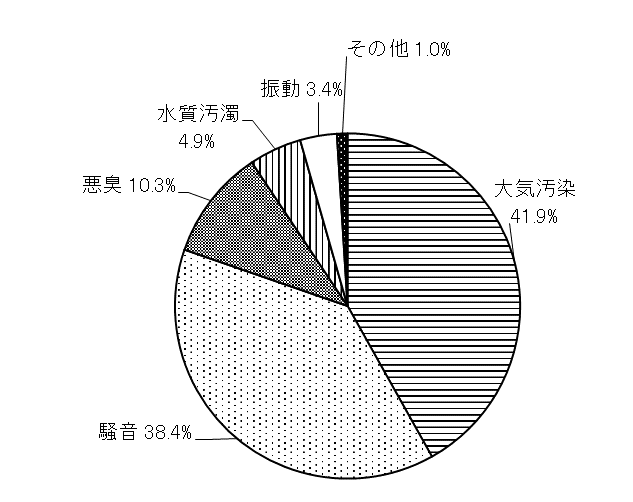 その他 1.0%
振動 3.4%
水質汚濁
4.9%
悪臭 10.3%
大気汚染
41.9%
騒音 38.4%